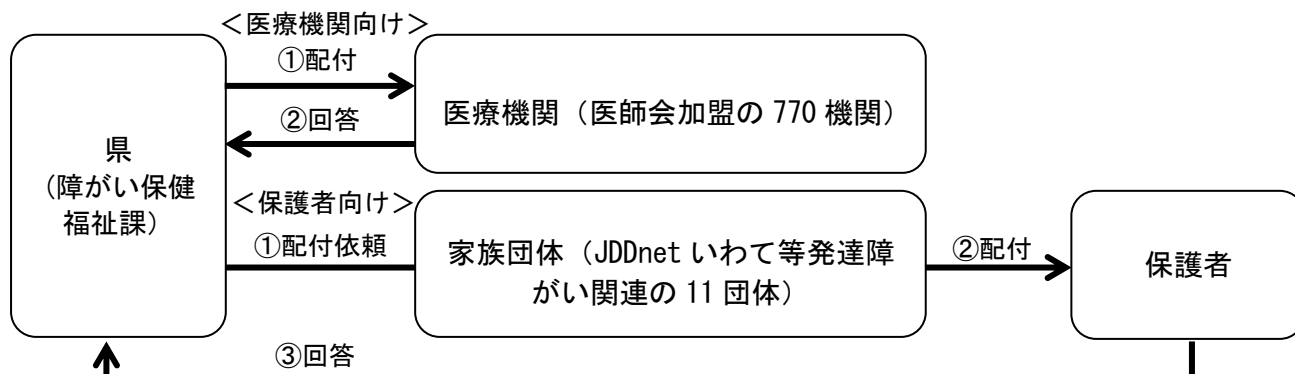 ＜医療機関向け＞
①配付
医療機関（医師会加盟の 770 機関）
②回答
県
（障がい保健
福祉課）
＜保護者向け＞
①配付依頼
家族団体（JDDnet いわて等発達障
がい関連の 11 団体）
②配付
保護者
③回答